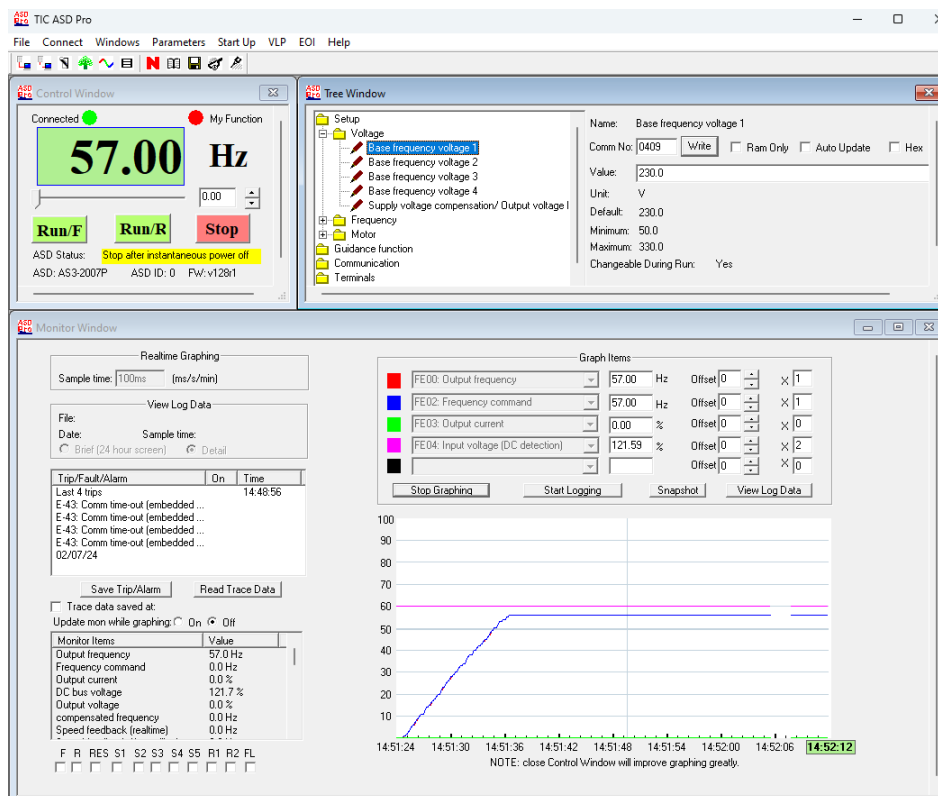 TIC ASD Pro
File Connect Windows Parameters Start Up VLP EOI Help
Control Window
Connected My Function
57.00 Hz
0.00
Run/F Run/R Stop
ASD Status: Stop after instantaneous power off
ASD: AS3-2007P ASD ID: 0 FW: v128r1
Tree Window
Setup
Voltage
Base frequency voltage 1
Base frequency voltage 2
Base frequency voltage 3
Base frequency voltage 4
Supply voltage compensation/ Output voltage l
Frequency
Motor
Guidance function
Communication
Terminals
Name: Base frequency voltage 1
Comm No: 0409 Write Ram Only Auto Update Hex
Value: 230.0
Unit: V
Default: 230.0
Minimum: 50.0
Maximum: 330.0
Changeable During Run: Yes
Monitor Window
Realtime Graphing
Sample time: 100ms (ms/s/min)
View Log Data
File:
Date: Sample time:
Brief (24 hour screen) Detail
Trip/Fault/Alarm On Time
Last 4 trips 14:48:56
E-43: Comm time-out (embedded ...
E-43: Comm time-out (embedded ...
E-43: Comm time-out (embedded ...
E-43: Comm time-out (embedded ...
02/07/24
Save Trip/Alarm Read Trace Data
Trace data saved at:
Update mon while graphing: On Off
Monitor Items Value
Output frequency 57.0 Hz
Frequency command 0.0 Hz
Output current 0.0 %
DC bus voltage 121.7 %
Output voltage 0.0 %
compensated frequency 0.0 Hz
Speed feedback (realtime) 0.0 Hz
F R RES S1 S2 S3 S4 S5 R1 R2 FL
Graph Items
FE00: Output frequency 57.00 Hz Offset 0 X 1
FE02: Frequency command 57.00 Hz Offset 0 X 1
FE03: Output current 0.00 % Offset 0 X 0
FE04: Input voltage (DC detection) 121.59 % Offset 0 X 2
Offset 0 X 0
Stop Graphing Start Logging Snapshot View Log Data
100
90
80
70
60
50
40
30
20
10
14:51:24 14:51:30 14:51:36 14:51:42 14:51:48 14:51:54 14:52:00 14:52:06 14:52:12
NOTE: close Control Window will improve graphing greatly.